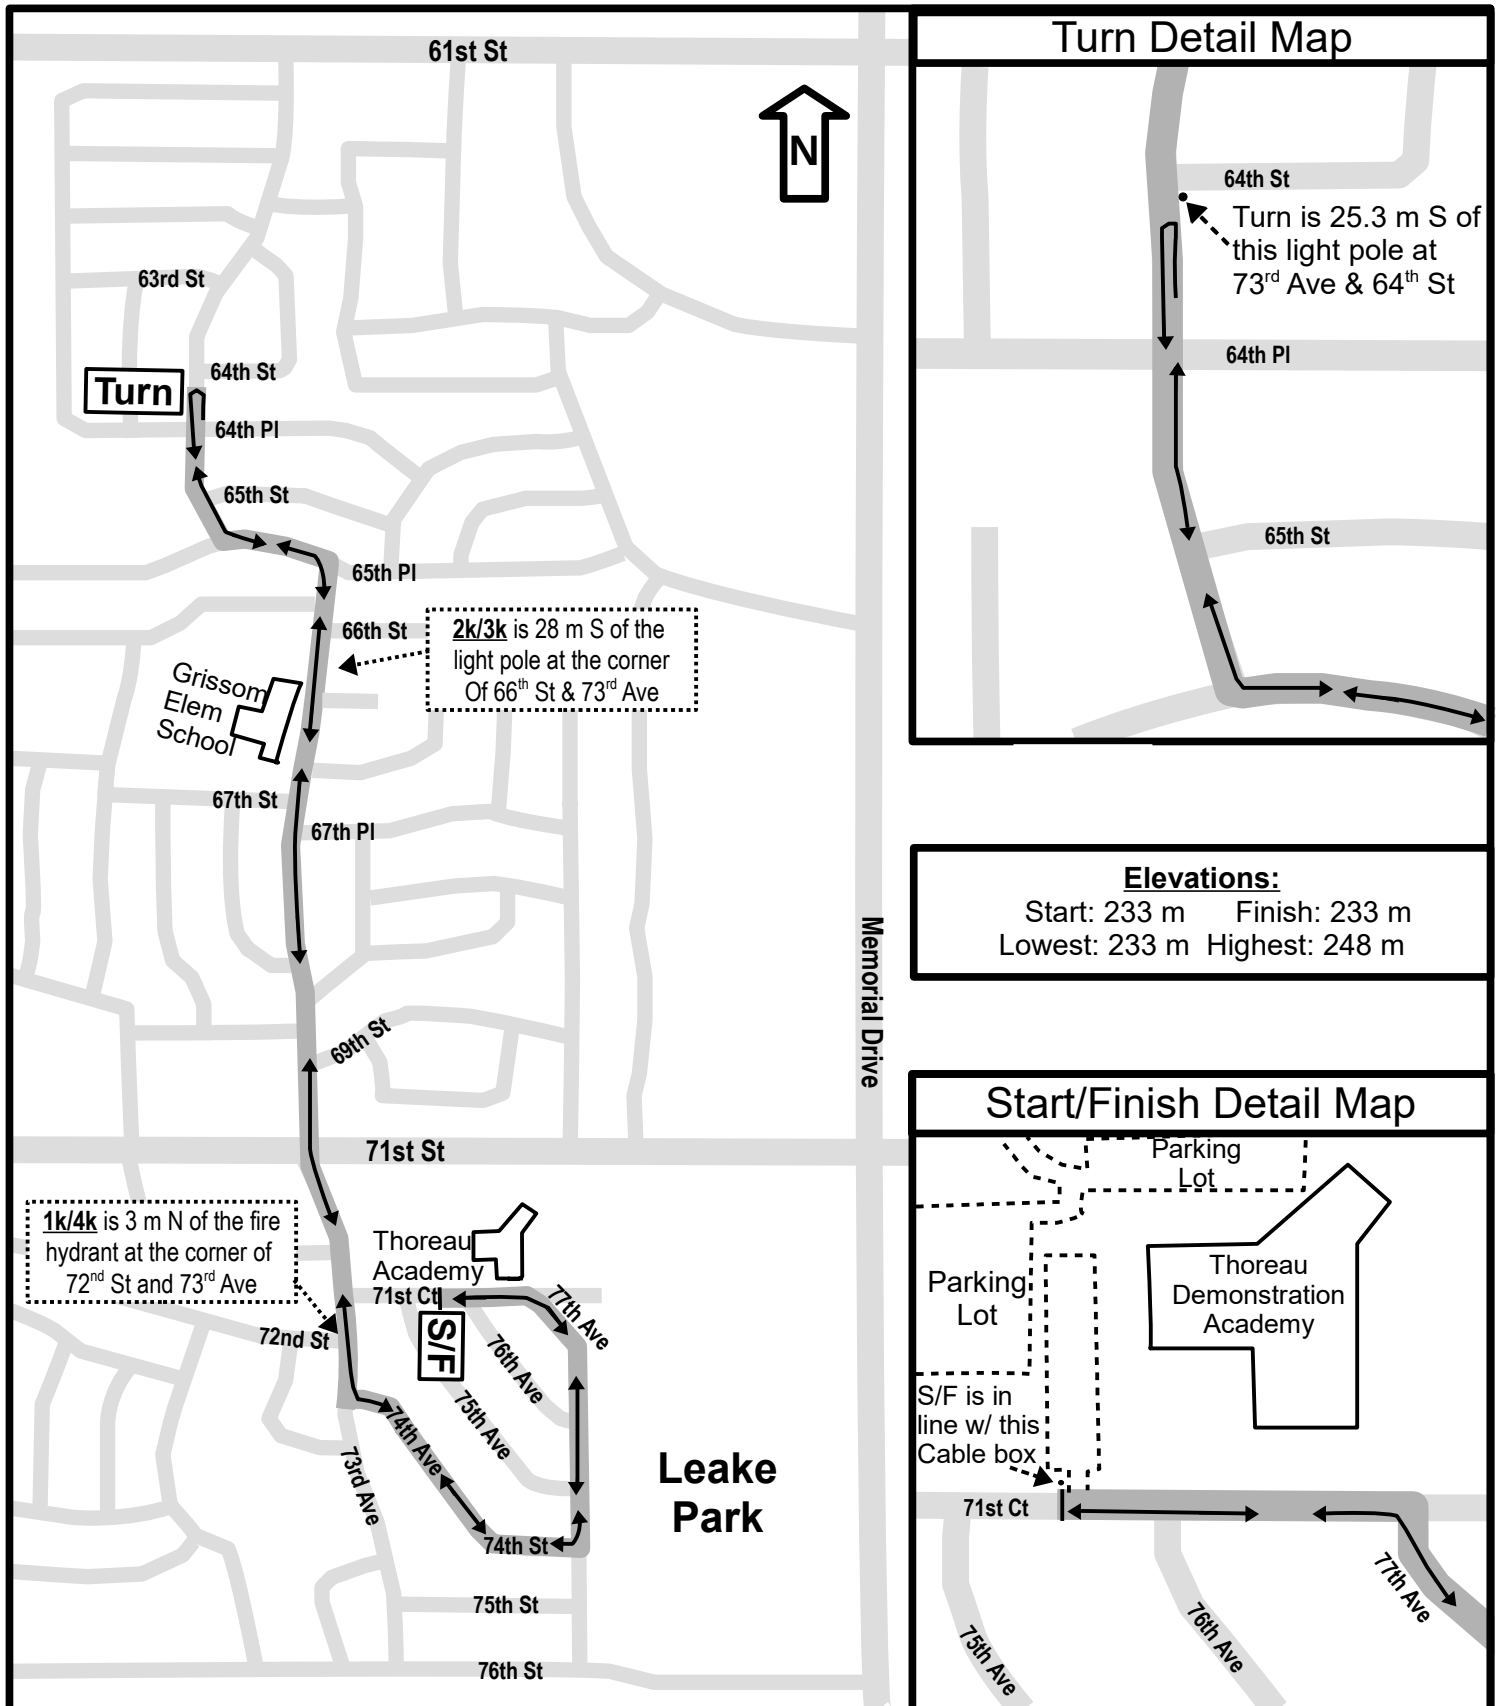 61st St
N
63rd St
64th St
Turn
64th Pl
65th St
65th Pl
66th St
2k/3k is 28 m S of the
light pole at the corner
Of 66th St & 73rd Ave
Grissom
Elem
School
67th St
67th Pl
Memorial Drive
69th St
71st St
1k/4k is 3 m N of the fire
hydrant at the corner of
72nd St and 73rd Ave
Thoreau
Academy
71st Ct
S/F
77th Ave
76th Ave
75th Ave
72nd St
74th Ave
73rd Ave
Leake
Park
74th St
75th St
76th St
Turn Detail Map
64th St
Turn is 25.3 m S of
this light pole at
73rd Ave & 64th St
64th Pl
65th St
Elevations:
Start: 233 m Finish: 233 m
Lowest: 233 m Highest: 248 m
Start/Finish Detail Map
Parking
Lot
Parking
Lot
Thoreau
Demonstration
Academy
S/F is in
line w/ this
Cable box
71st Ct
77th Ave
76th Ave
75th Ave